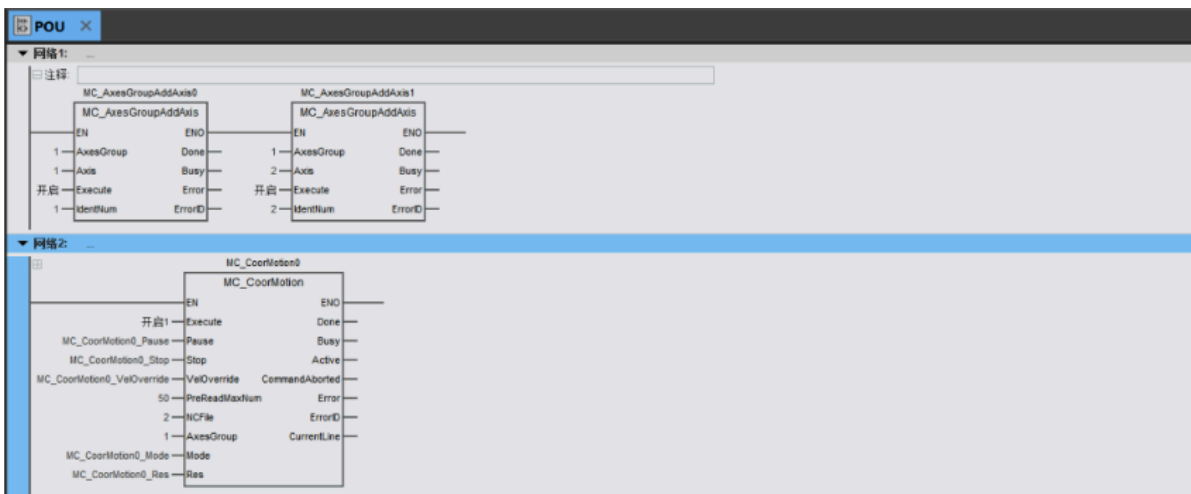 POU ×
网络1: ...
注释:
MC_AxesGroupAddAxis0 MC_AxesGroupAddAxis1
MC_AxesGroupAddAxis MC_AxesGroupAddAxis
EN ENO EN ENO
1 AxesGroup Done 1 AxesGroup Done
1 Axis Busy 2 Axis Busy
开启 Execute Error 开启 Execute Error
1 IdentNum ErrorID 2 IdentNum ErrorID
网络2: ...
MC_CoorMotion0
MC_CoorMotion
EN ENO
开启1 Execute Done
MC_CoorMotion0_Pause Pause Busy
MC_CoorMotion0_Stop Stop Active
MC_CoorMotion0_VelOverride VelOverride CommandAborted
50 PreReadMaxNum Error
2 NCFile ErrorID
1 AxesGroup CurrentLine
MC_CoorMotion0_Mode Mode
MC_CoorMotion0_Res Res